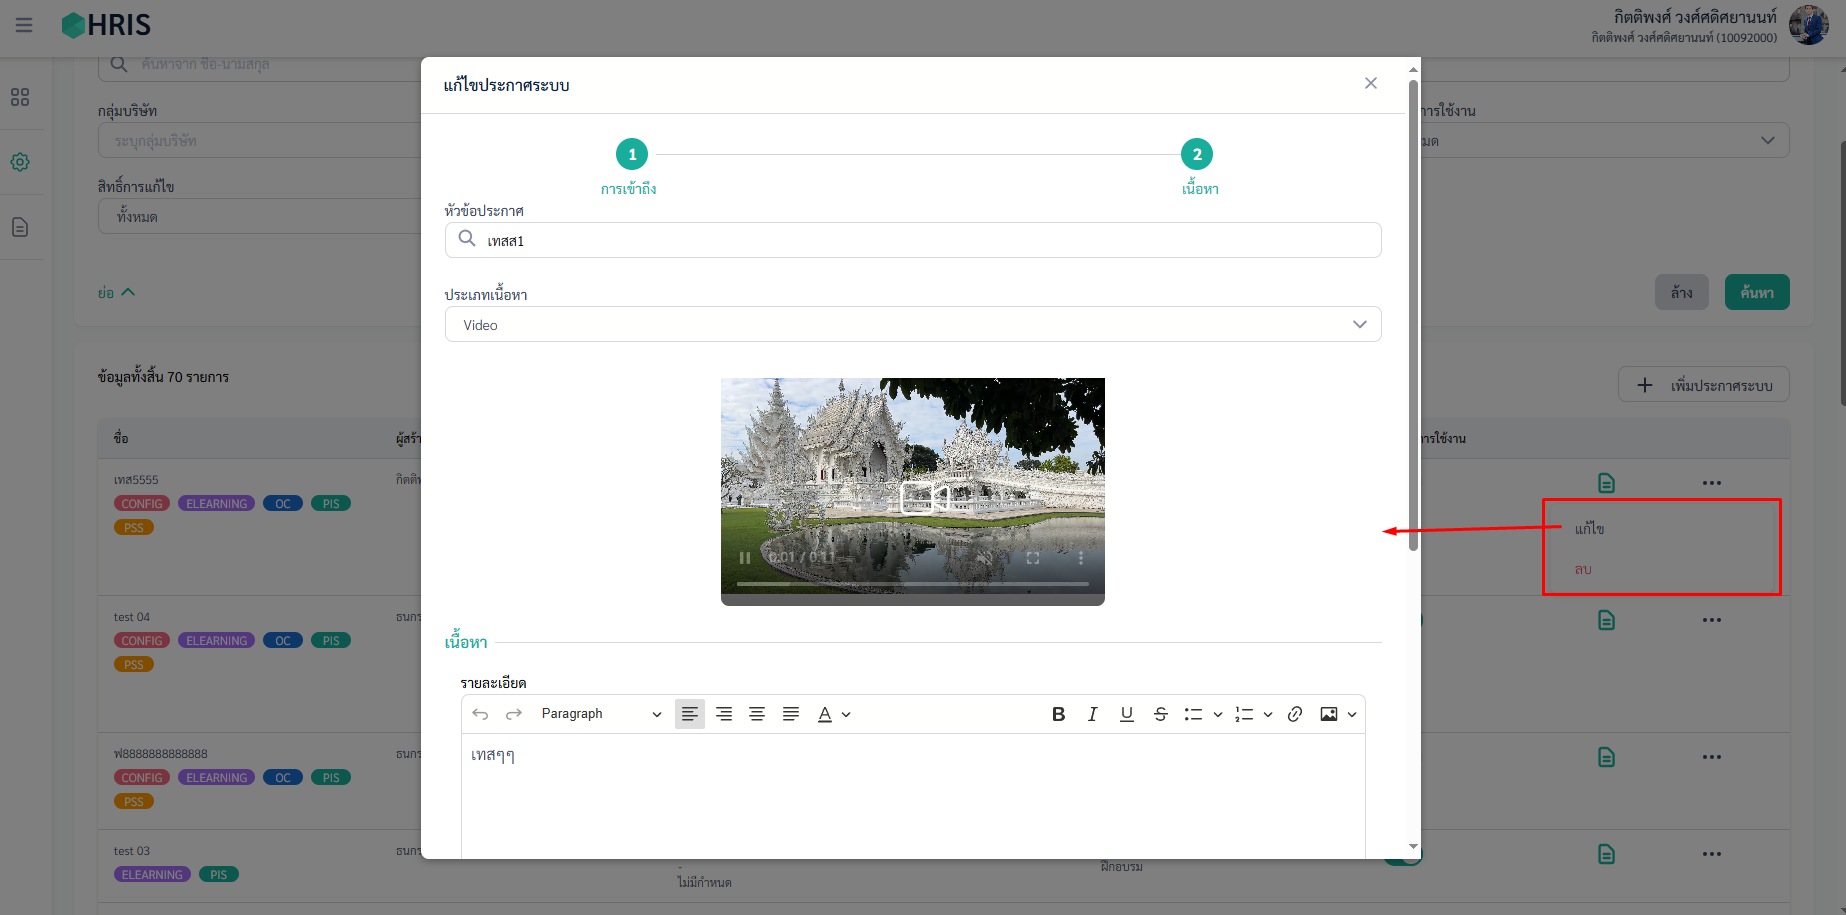 HRIS
กิตติพงศ์ วงศ์ศดิศยานนท์
กิตติพงศ์ วงศ์ศดิศยานนท์ (10092000)
ค้นหาจาก ชื่อ-นามสกุล
กลุ่มบริษัท
ระบุกลุ่มบริษัท
สิทธิ์การแก้ไข
ทั้งหมด
ย่อ
การใช้งาน
มด
ล้าง
ค้นหา
แก้ไขประกาศระบบ
1
2
การเข้าถึง
เนื้อหา
หัวข้อประกาศ
เทสส1
ประเภทเนื้อหา
Video
0:01 / 0:11
เนื้อหา
รายละเอียด
Paragraph
A
B I U S
เทสๆๆ
ข้อมูลทั้งสิ้น 70 รายการ
เพิ่มประกาศระบบ
ชื่อ
ผู้สร้า
การใช้งาน
เทส5555
กิตติพ
CONFIG ELEARNING OC PIS
PSS
แก้ไข
ลบ
test 04
ธนกร
CONFIG ELEARNING OC PIS
PSS
ฟ8888888888888
ธนกร
CONFIG ELEARNING OC PIS
PSS
test 03
ธนกร
ELEARNING PIS
-
ไม่มีกำหนด
ฝึกอบรม